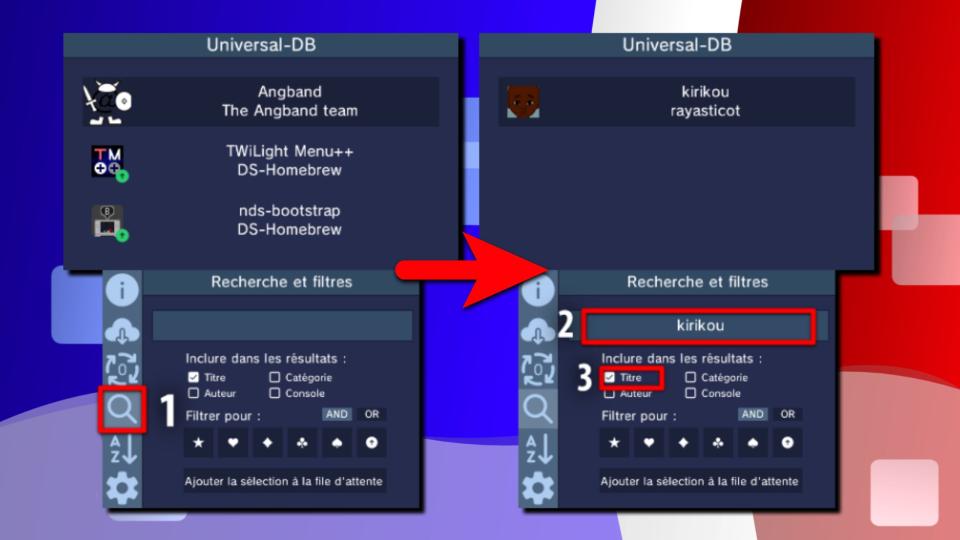 Universal-DB
Angband
The Angband team
TWiLight Menu++
DS-Homebrew
nds-bootstrap
DS-Homebrew
Recherche et filtres
Inclure dans les résultats :
Titre
Catégorie
Auteur
Console
1
Filtrer pour :
AND
OR
Ajouter la sélection à la file d'attente
Universal-DB
kirikou
rayasticot
Recherche et filtres
2
kirikou
Inclure dans les résultats :
3
Titre
Catégorie
Auteur
Console
Filtrer pour :
AND
OR
Ajouter la sélection à la file d'attente